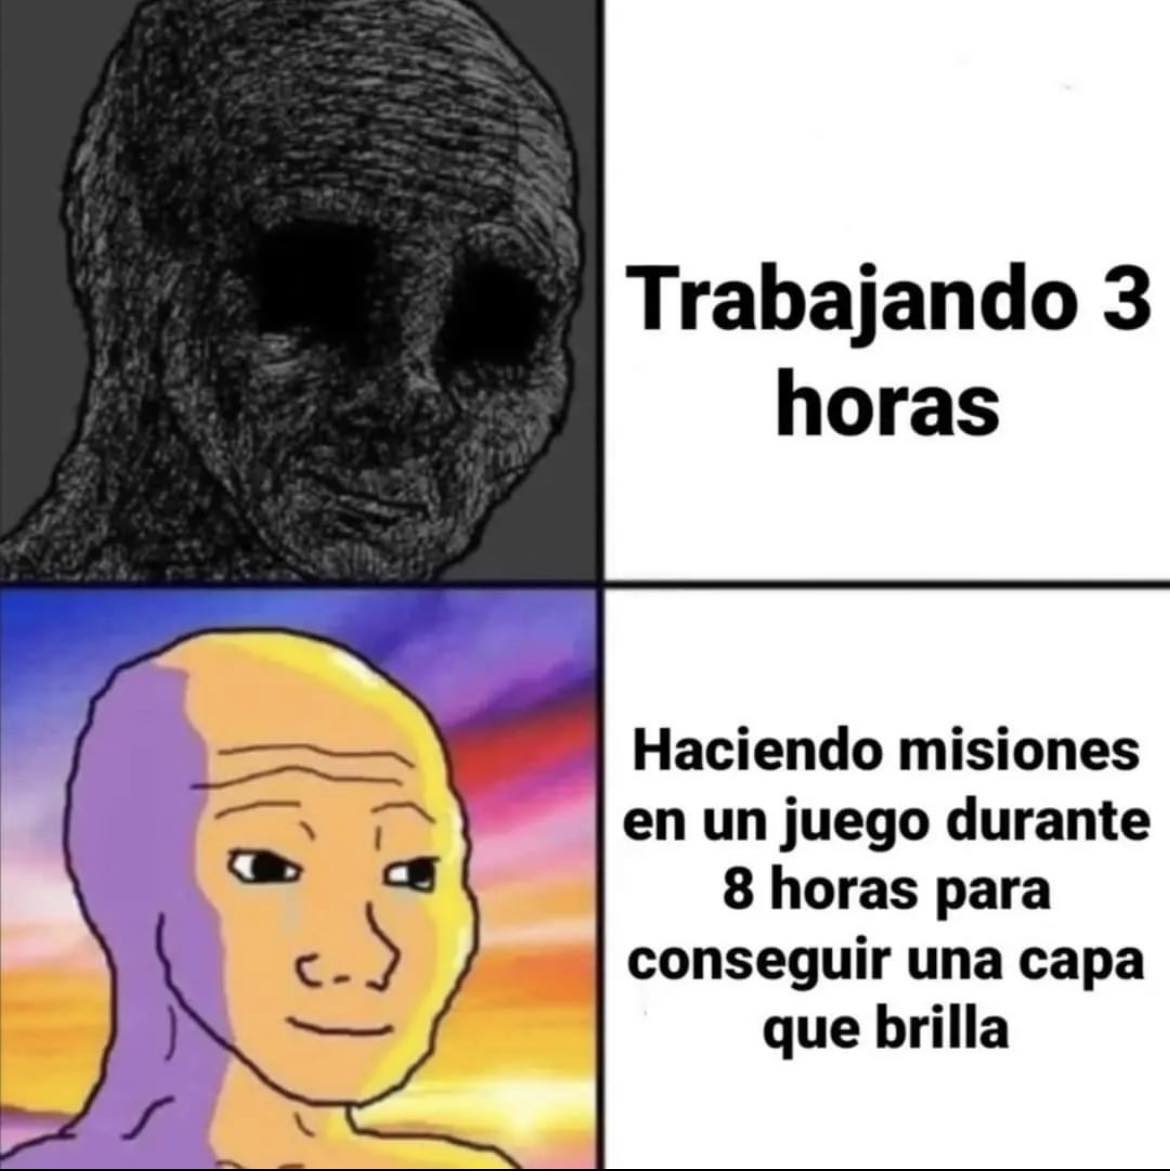 Trabajando 3
horas
Haciendo misiones
en un juego durante
8 horas para
conseguir una capa
que brilla